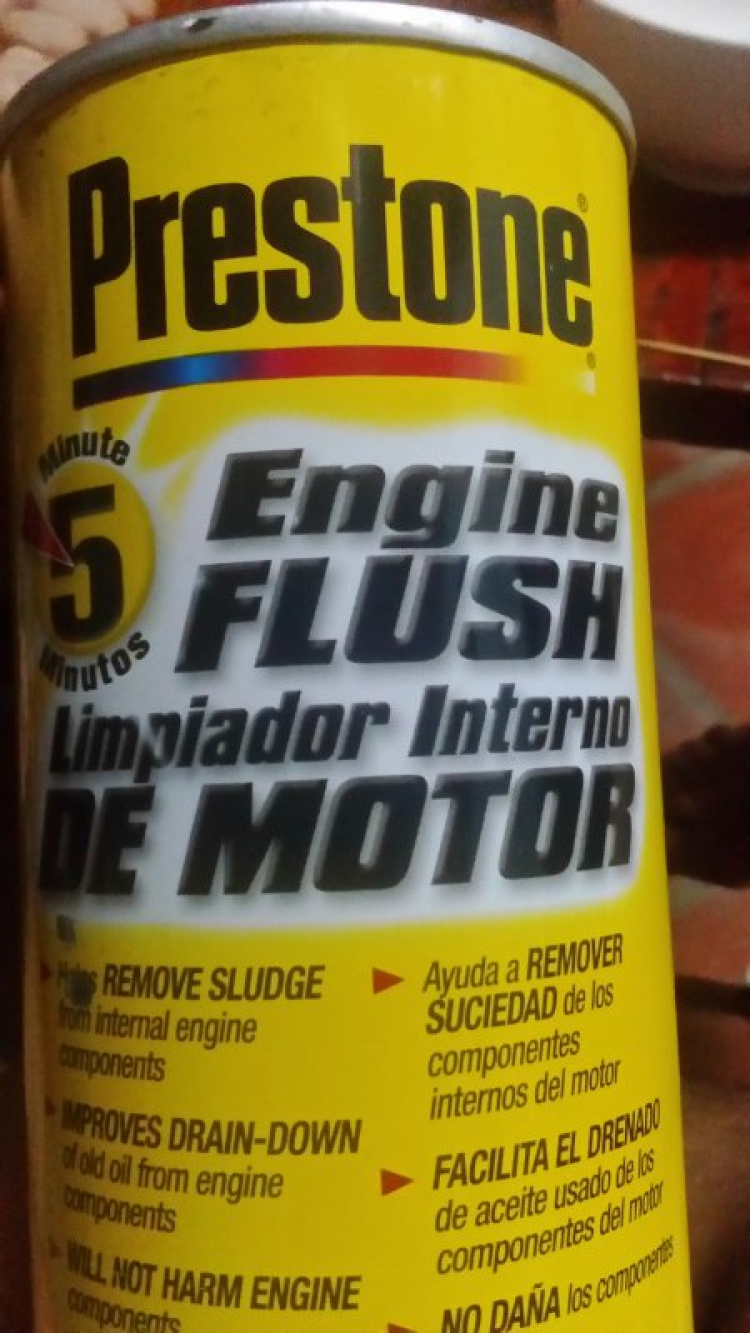 Prestone
Minute
5
Minutos
Engine
FLUSH
Limpiador Interno
DE MOTOR
Helps REMOVE SLUDGE
from internal engine
components
IMPROVES DRAIN-DOWN
of old oil from engine
components
WILL NOT HARM ENGINE
components
Ayuda a REMOVER
SUCIEDAD de los
componentes
internos del motor
FACILITA EL DRENADO
de aceite usado de los
componentes del motor
NO DAÑA los componentes